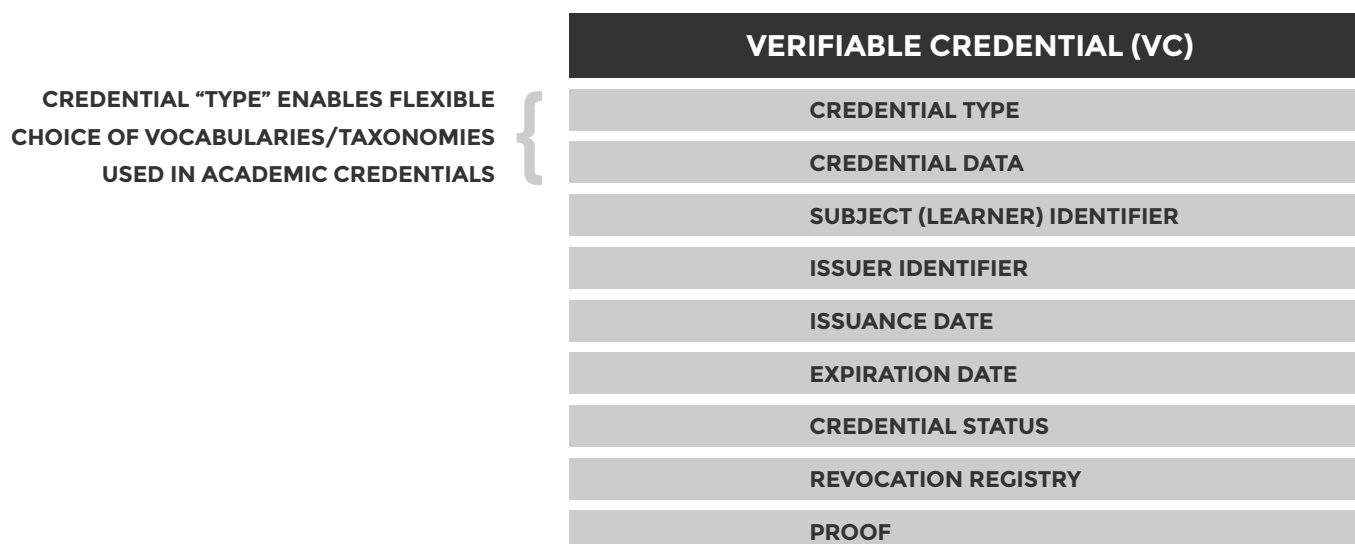 VERIFIABLE CREDENTIAL (VC)
CREDENTIAL “TYPE” ENABLES FLEXIBLE
CHOICE OF VOCABULARIES/TAXONOMIES
USED IN ACADEMIC CREDENTIALS
{
CREDENTIAL TYPE
CREDENTIAL DATA
SUBJECT (LEARNER) IDENTIFIER
ISSUER IDENTIFIER
ISSUANCE DATE
EXPIRATION DATE
CREDENTIAL STATUS
REVOCATION REGISTRY
PROOF